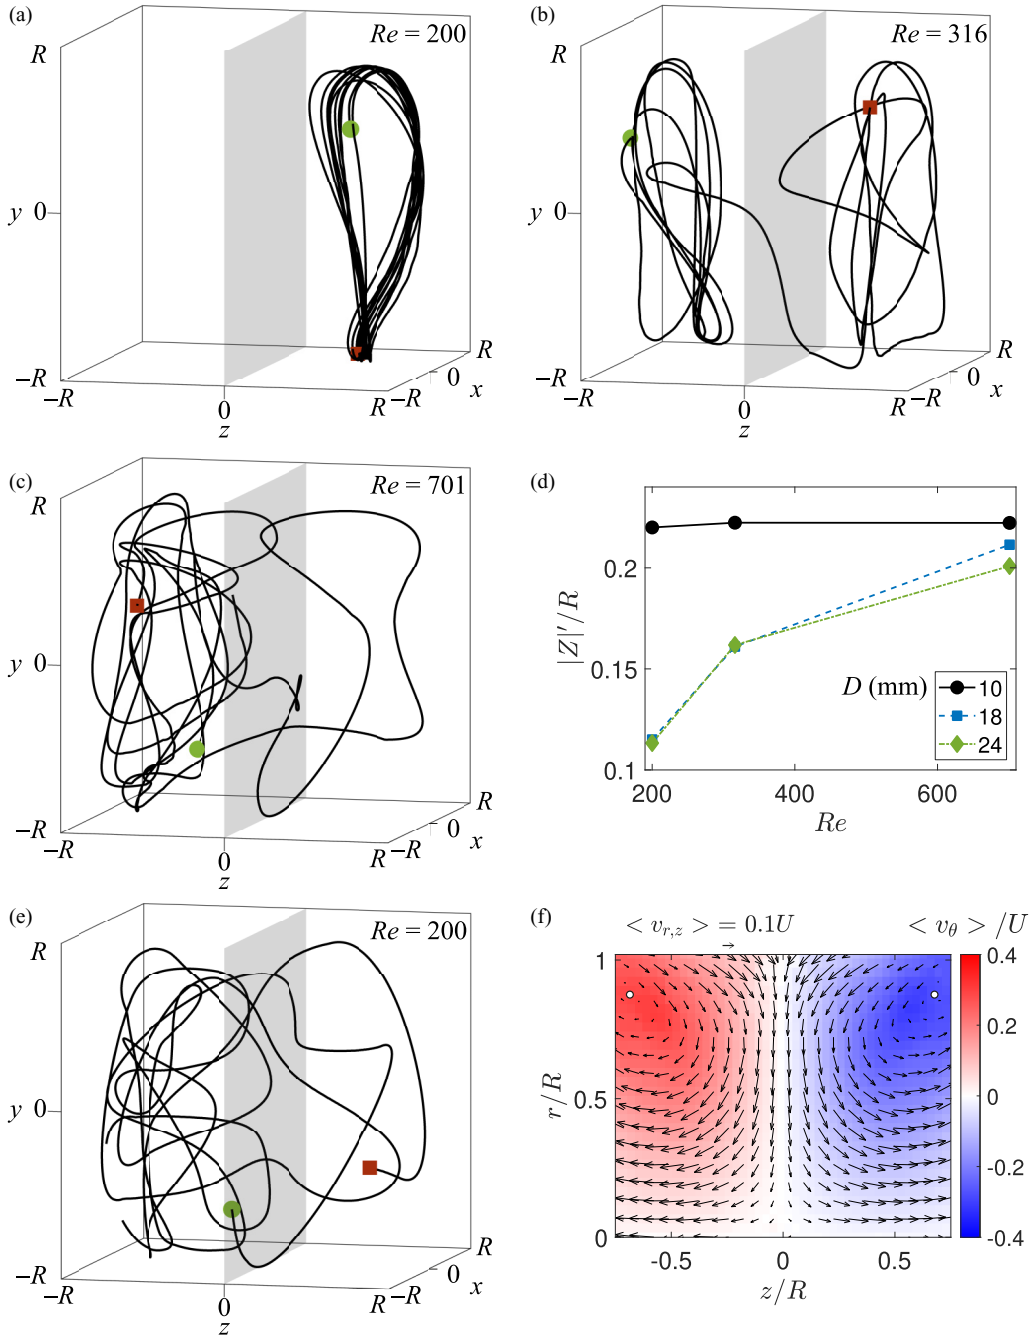 (a)
Re = 200
R
y 0
−R
−R
0
z
R
−R
0
x
R
(b)
Re = 316
R
y 0
−R
−R
0
z
R
−R
0
x
R
(c)
Re = 701
R
y 0
−R
−R
0
z
R
−R
0
x
R
(d)
|Z|′/R
0.2
0.15
0.1
200
400
600
Re
D (mm)
10
18
24
(e)
Re = 200
R
y 0
−R
−R
0
z
R
−R
0
x
R
(f)
< v_{r,z} > = 0.1U
< v_θ > /U
r/R
1
0.5
0
-0.5
0
0.5
z/R
0.4
0.2
0
-0.2
-0.4